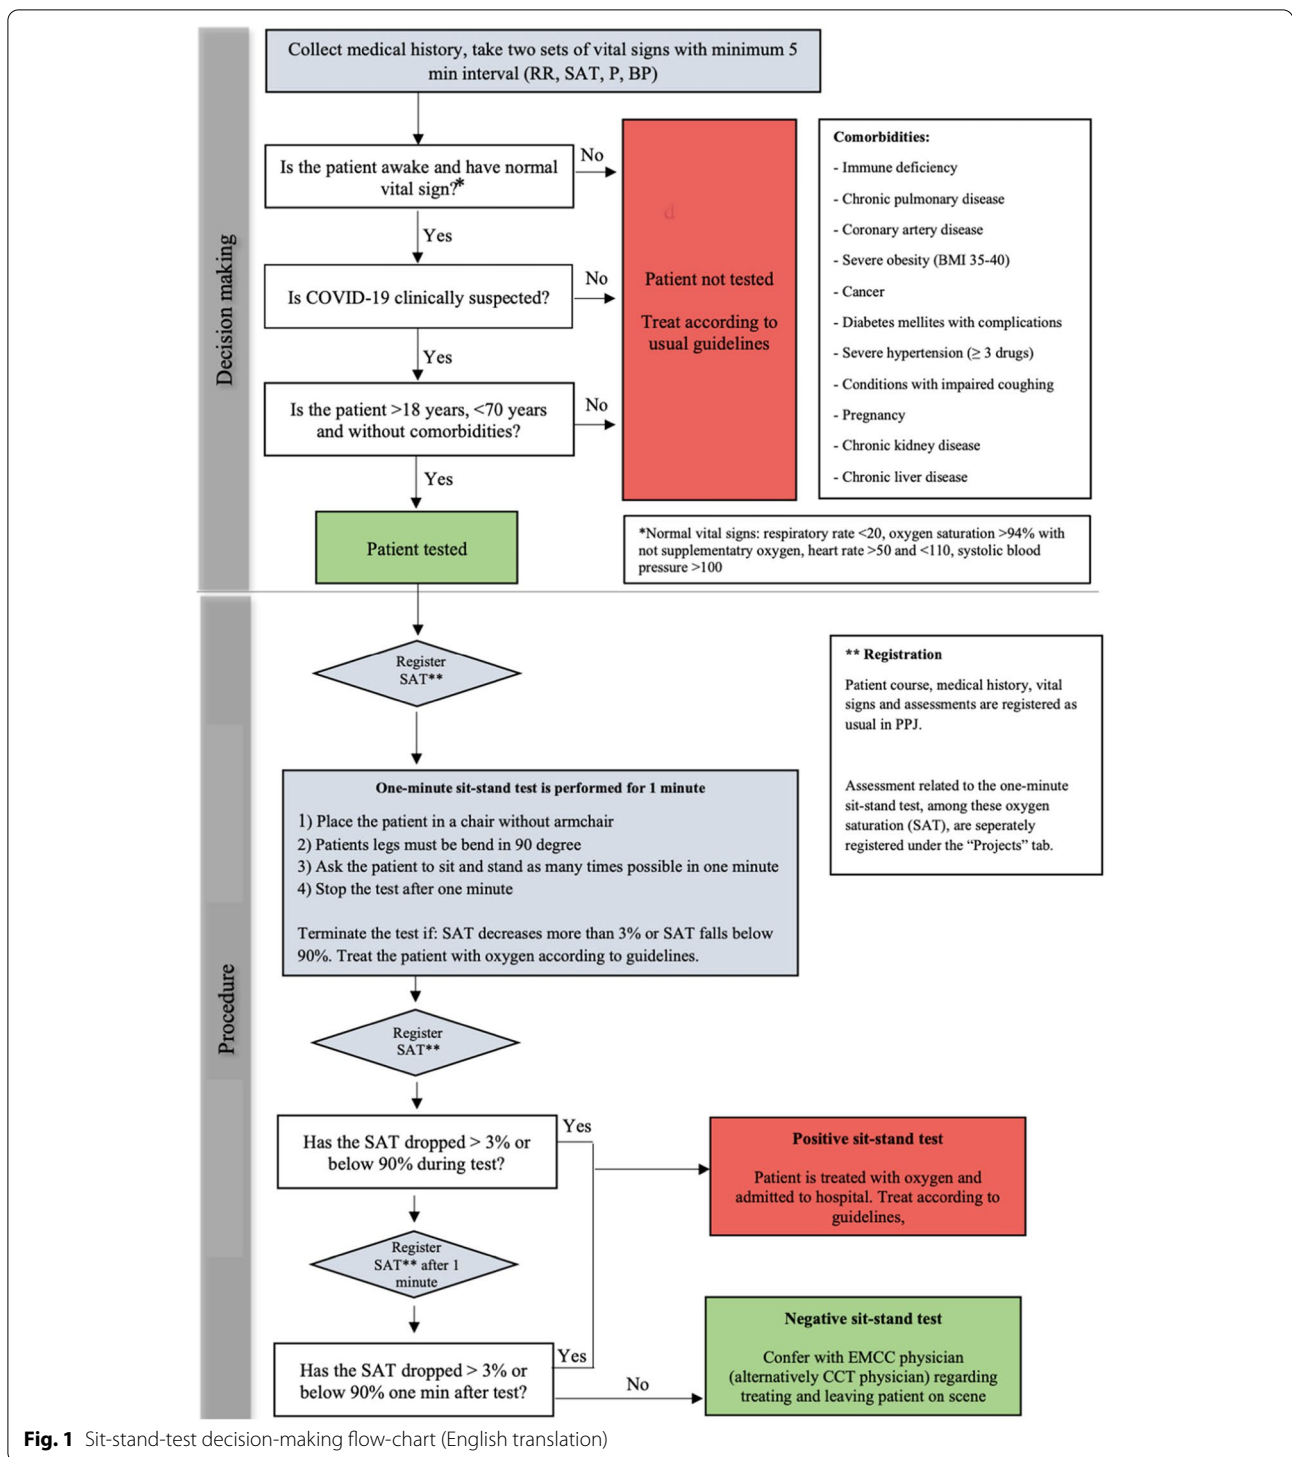 Decision making
Collect medical history, take two sets of vital signs with minimum 5
min interval (RR, SAT, P, BP)
Is the patient awake and have normal
vital sign?*
No
Yes
Is COVID-19 clinically suspected?
No
Yes
Is the patient >18 years, <70 years
and without comorbidities?
No
Yes
Patient tested
d
Patient not tested
Treat according to
usual guidelines
Comorbidities:
- Immune deficiency
- Chronic pulmonary disease
- Coronary artery disease
- Severe obesity (BMI 35-40)
- Cancer
- Diabetes mellites with complications
- Severe hypertension (≥ 3 drugs)
- Conditions with impaired coughing
- Pregnancy
- Chronic kidney disease
- Chronic liver disease
*Normal vital signs: respiratory rate <20, oxygen saturation >94% with
not supplementatry oxygen, heart rate >50 and <110, systolic blood
pressure >100
Procedure
Register
SAT**
** Registration
Patient course, medical history, vital
signs and assessments are registered as
usual in PPJ.
Assessment related to the one-minute
sit-stand test, among these oxygen
saturation (SAT), are seperately
registered under the “Projects” tab.
One-minute sit-stand test is performed for 1 minute
1) Place the patient in a chair without armchair
2) Patients legs must be bend in 90 degree
3) Ask the patient to sit and stand as many times possible in one minute
4) Stop the test after one minute
Terminate the test if: SAT decreases more than 3% or SAT falls below
90%. Treat the patient with oxygen according to guidelines.
Register
SAT**
Has the SAT dropped > 3% or
below 90% during test?
Yes
Positive sit-stand test
Patient is treated with oxygen and
admitted to hospital. Treat according to
guidelines,
Register
SAT** after 1
minute
Has the SAT dropped > 3% or
below 90% one min after test?
Yes
No
Negative sit-stand test
Confer with EMCC physician
(alternatively CCT physician) regarding
treating and leaving patient on scene
Fig. 1 Sit-stand-test decision-making flow-chart (English translation)